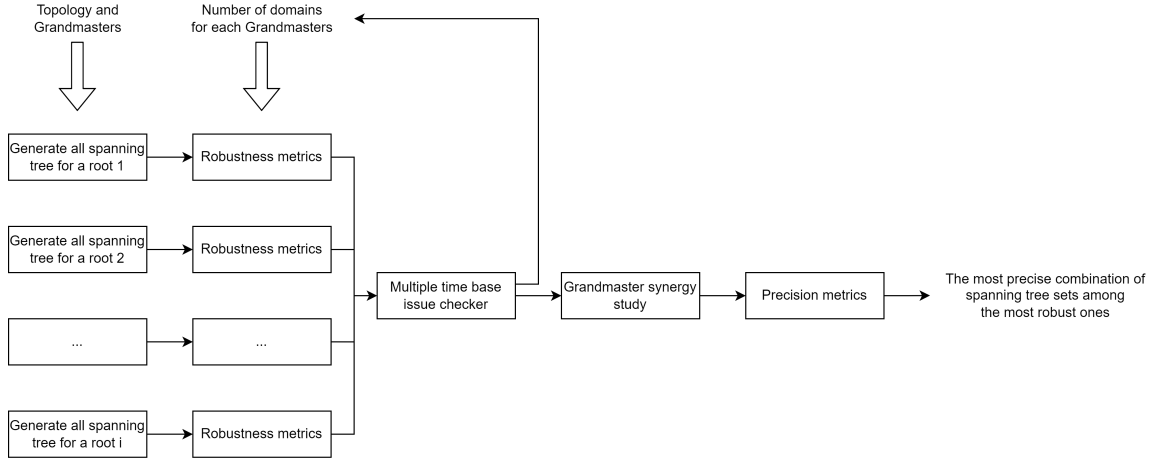 Topology and
Grandmasters
Number of domains
for each Grandmasters
Generate all spanning
tree for a root 1
Robustness metrics
Generate all spanning
tree for a root 2
Robustness metrics
Multiple time base
issue checker
Grandmaster synergy
study
Precision metrics
The most precise combination of
spanning tree sets among
the most robust ones
...
...
Generate all spanning
tree for a root i
Robustness metrics